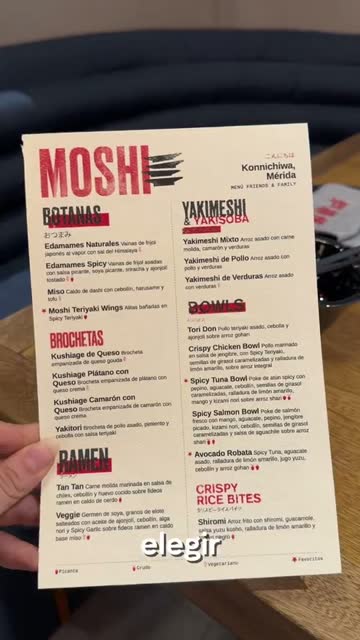 MOSHI
こんにちは
Konnichiwa,
Mérida
MENÚ FRIENDS & FAMILY
BOTANAS
おつまみ
Edamames Naturales Vainas de frijol
japonés al vapor con sal del Himalaya
Edamames Spicy Vainas de frijol asadas
con salsa picante, soya picante, sriracha y ajonjolí
tostado
Miso Caldo de dashi con cebollín, narusame y
tofu
Moshi Teriyaki Wings Alitas bañadas en
Spicy Teriyaki
BROCHETAS
Kushiage de Queso Brocheta
empanizada de queso gouda
Kushiage Plátano con
Queso Brocheta empanizada de plátano con
queso crema
Kushiage Camarón con
Queso Brocheta empanizada de camarón con
queso crema
Yakitori Brocheta de pollo asado, pimiento y
cebolla con salsa teriyaki
RAMEN
Tan Tan Carne molida marinada en salsa de
chiles, cebollín y huevo cocido sobre fideos
ramen en caldo de cerdo
Veggie Germen de soya, granos de elote
salteados con aceite de ajonjolí, cebollín, alga
nori y Spicy Garlic sobre fideos ramen en caldo
base miso
YAKIMESHI
& YAKISOBA
Yakimeshi Mixto Arroz asado con carne
molida, camarón y verduras
Yakimeshi de Pollo Arroz asado con
pollo y verduras
Yakimeshi de Verduras Arroz asado
con verduras
BOWLS
Tori Don Pollo teriyaki asado, cebolla y
ajonjolí sobre arroz gohan
Crispy Chicken Bowl Pollo marinado
en salsa de jengibre, con Spicy Teriyaki,
semillas de girasol caramelizadas y ralladura de
limón amarillo, sobre arroz integral
Spicy Tuna Bowl Poke de atún spicy con
pepino, aguacate, cebollín, semillas de girasol
caramelizadas, ralladura de limón amarillo,
mango y kizami nori sobre arroz shari
Spicy Salmon Bowl Poke de salmón
fresco con mango, aguacate, pepino, jengibre
picado, kizami nori, cebollín, semillas de girasol
caramelizadas y salsa de aguachile sobre arroz
shari
Avocado Robata Spicy Tuna, aguacate
asado, ralladura de limón amarillo, jugo yuzu,
cebollín y arroz gohan
CRISPY
RICE BITES
クリスピーライスバイツ
Shiromi Arroz frito con shiromi, guacamole,
salsa yuzu kosho, ralladura de limón amarillo y
negro
elegir
Picante
Crudo
Vegetariano
Favoritos